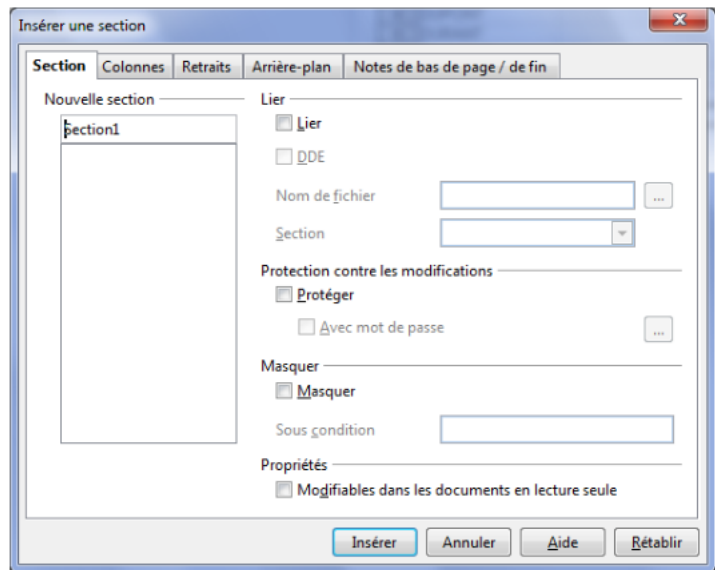 Insérer une section
Section Colonnes Retraits Arrière-plan Notes de bas de page / de fin
Nouvelle section
Section1
Lier
Lier
DDE
Nom de fichier
...
Section
Protection contre les modifications
Protéger
Avec mot de passe
...
Masquer
Masquer
Sous condition
Propriétés
Modifiables dans les documents en lecture seule
Insérer Annuler Aide Rétablir